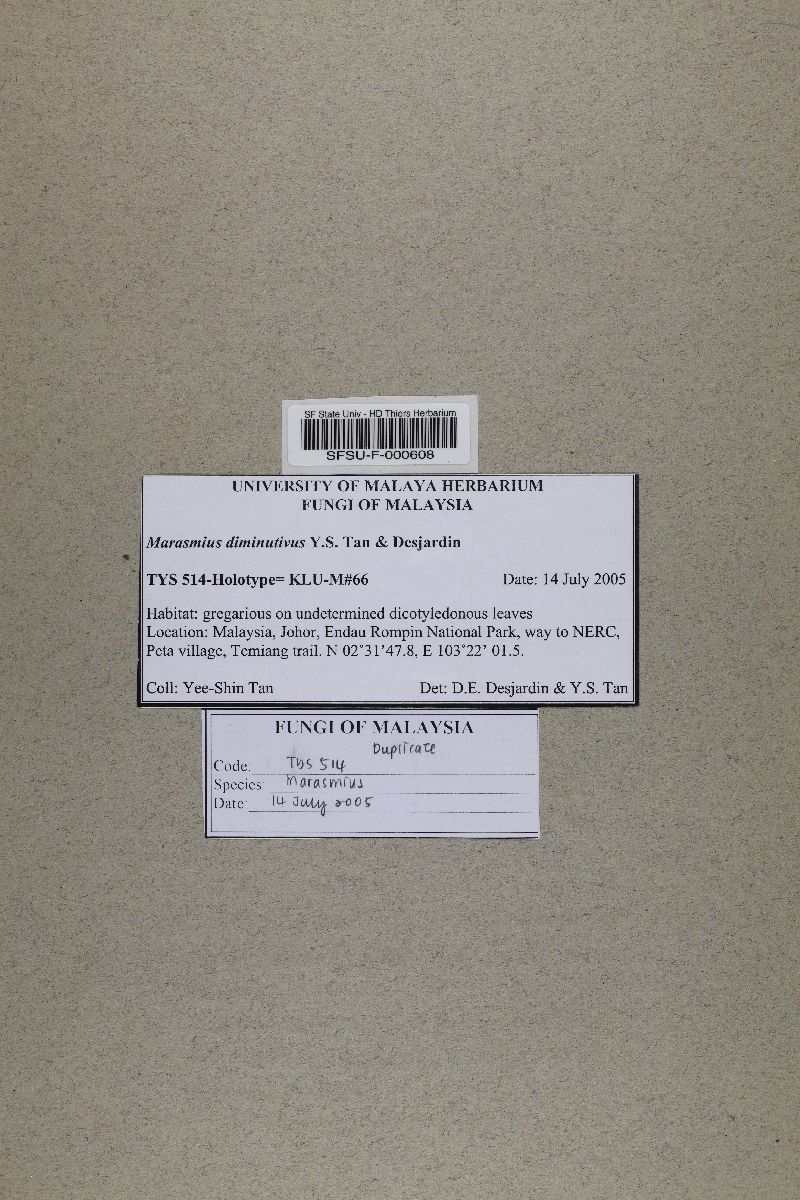 SF State Univ - HD Thiers Herbarium
SFSU-F-000608
UNIVERSITY OF MALAYA HERBARIUM
FUNGI OF MALAYSIA
Marasmius diminutivus Y.S. Tan & Desjardin
TYS 514-Holotype= KLU-M#66 Date: 14 July 2005
Habitat: gregarious on undetermined dicotyledonous leaves
Location: Malaysia, Johor, Endau Rompin National Park, way to NERC,
Peta village, Temiang trail. N 02°31’47.8, E 103°22’ 01.5.
Coll: Yee-Shin Tan Det: D.E. Desjardin & Y.S. Tan
FUNGI OF MALAYSIA
Duplicate
Code: TYS 514
Species: Marasmius
Date: 14 July 2005